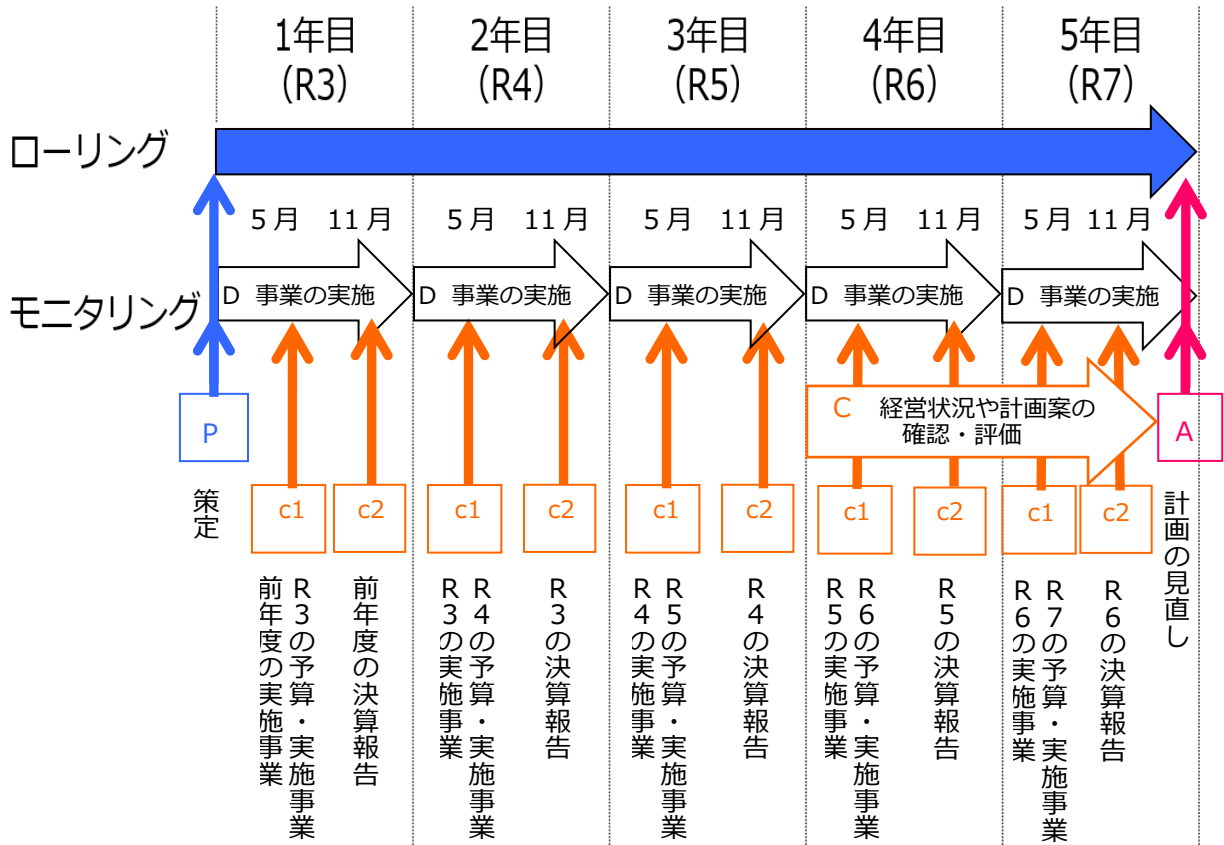 1年目
(R3)
2年目
(R4)
3年目
(R5)
4年目
(R6)
5年目
(R7)
ローリング
5月 11月
5月 11月
5月 11月
5月 11月
5月 11月
モニタリング
D 事業の実施
D 事業の実施
D 事業の実施
D 事業の実施
D 事業の実施
P
策定
C 経営状況や計画案の
確認・評価
A
計画の見直し
c1
c2
c1
c2
c1
c2
c1
c2
c1
c2
R3の予算・実施事業
前年度の実施事業
前年度の決算報告
R4の予算・実施事業
R3の実施事業
R3の決算報告
R5の予算・実施事業
R4の実施事業
R4の決算報告
R6の予算・実施事業
R5の実施事業
R5の決算報告
R7の予算・実施事業
R6の実施事業
R6の決算報告